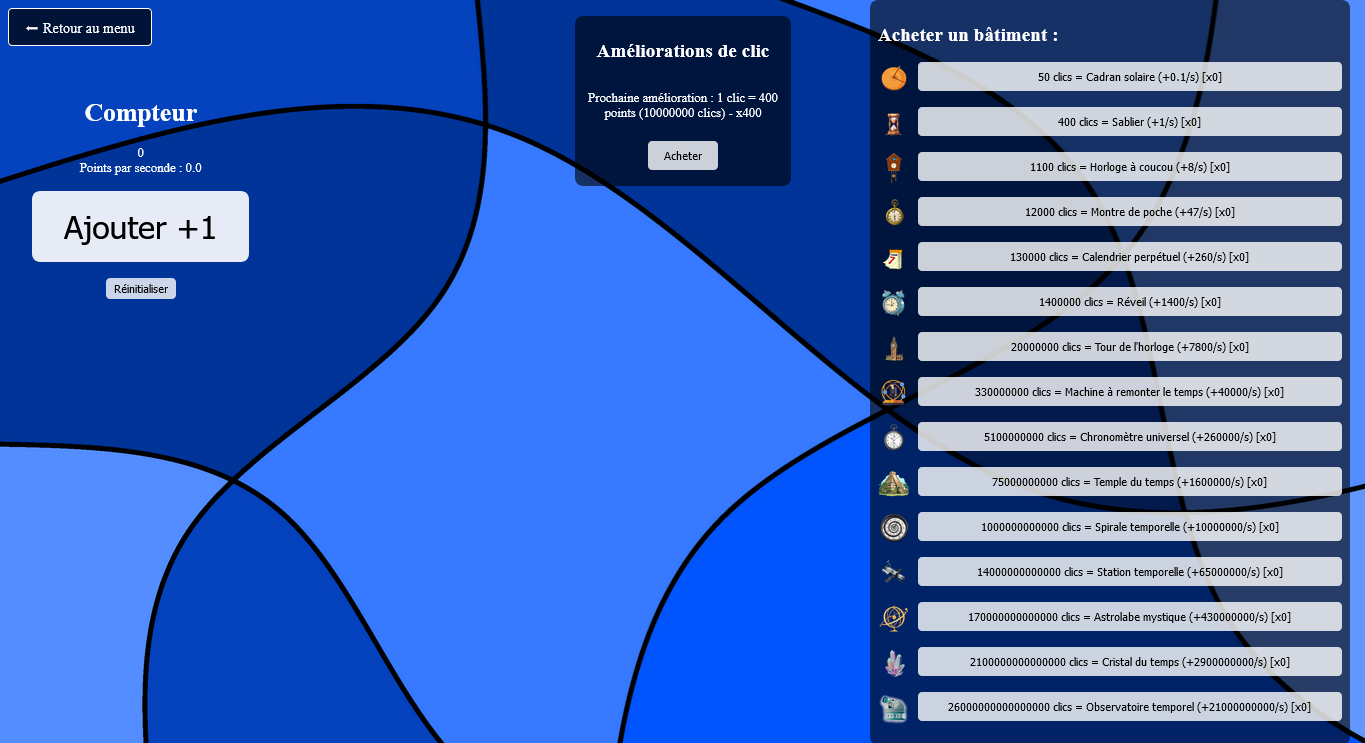 ← Retour au menu
Compteur
0
Points par seconde : 0.0
Ajouter +1
Réinitialiser
Améliorations de clic
Prochaine amélioration : 1 clic = 400
points (10000000 clics) - x400
Acheter
Acheter un bâtiment :
50 clics = Cadran solaire (+0.1/s) [x0]
400 clics = Sablier (+1/s) [x0]
1100 clics = Horloge à coucou (+8/s) [x0]
12000 clics = Montre de poche (+47/s) [x0]
130000 clics = Calendrier perpétuel (+260/s) [x0]
1400000 clics = Réveil (+1400/s) [x0]
20000000 clics = Tour de l'horloge (+7800/s) [x0]
330000000 clics = Machine à remonter le temps (+40000/s) [x0]
5100000000 clics = Chronomètre universel (+260000/s) [x0]
75000000000 clics = Temple du temps (+1600000/s) [x0]
1000000000000 clics = Spirale temporelle (+10000000/s) [x0]
14000000000000 clics = Station temporelle (+65000000/s) [x0]
170000000000000 clics = Astrolabe mystique (+430000000/s) [x0]
2100000000000000 clics = Cristal du temps (+2900000000/s) [x0]
26000000000000000 clics = Observatoire temporel (+21000000000/s) [x0]